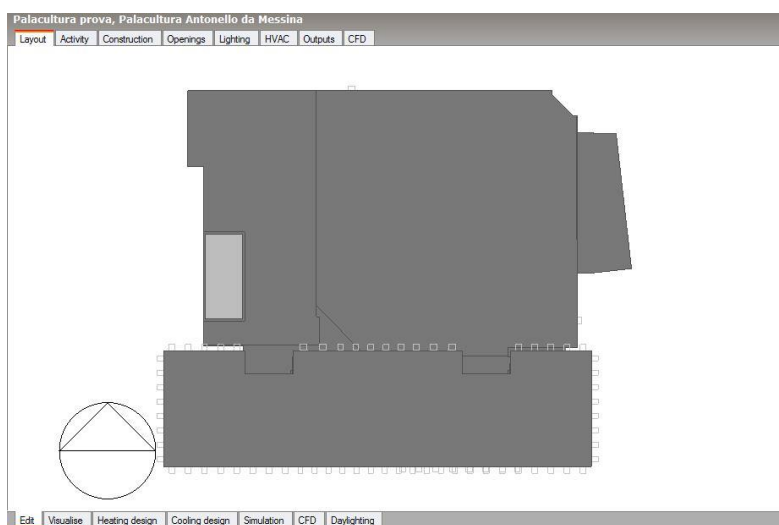 Palacultura prova, Palacultura Antonello da Messina
Layout Activity Construction Openings Lighting HVAC Outputs CFD
Edit Visualise Heating design Cooling design Simulation CFD Daylighting